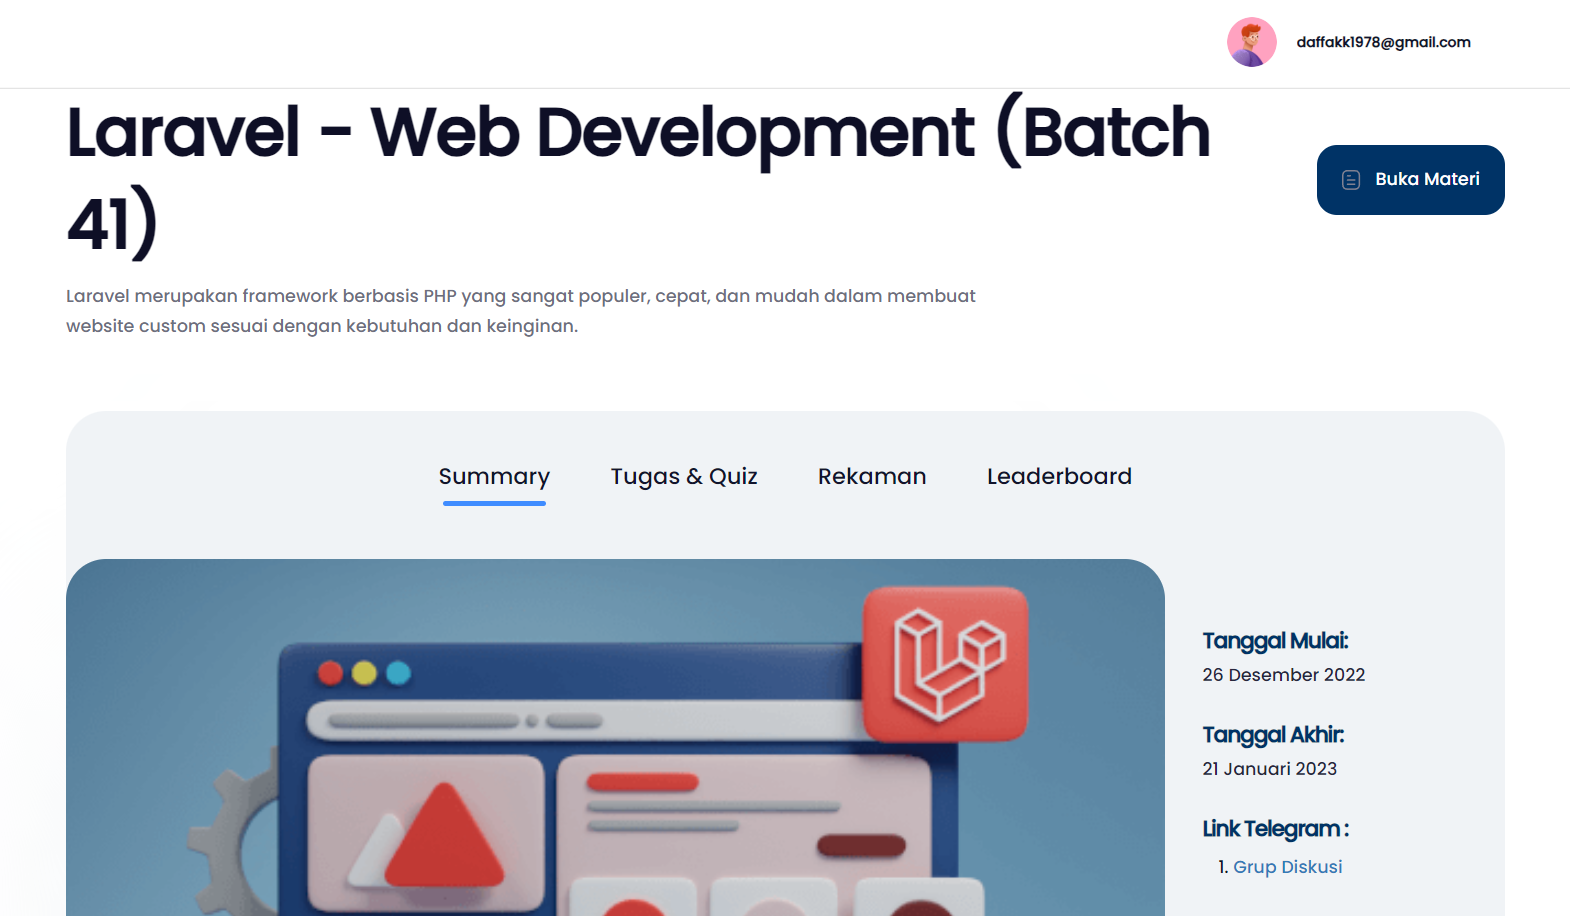 daffakk1978@gmail.com
Laravel - Web Development (Batch
41)
Buka Materi
Laravel merupakan framework berbasis PHP yang sangat populer, cepat, dan mudah dalam membuat
website custom sesuai dengan kebutuhan dan keinginan.
Summary
Tugas & Quiz
Rekaman
Leaderboard
Tanggal Mulai:
26 Desember 2022
Tanggal Akhir:
21 Januari 2023
Link Telegram :
1. Grup Diskusi